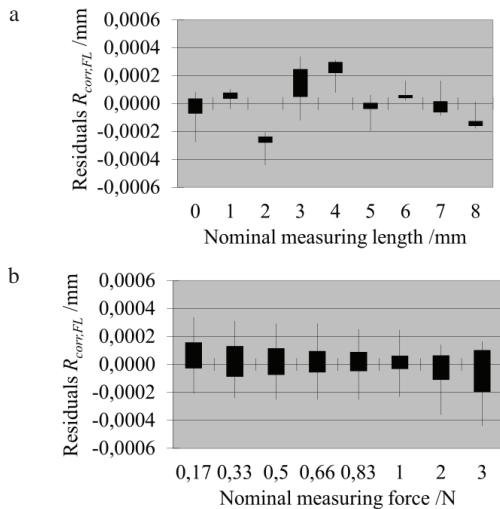 a
Residuals R_corr,FL /mm
0,0006
0,0004
0,0002
0,0000
-0,0002
-0,0004
-0,0006
0 1 2 3 4 5 6 7 8
Nominal measuring length /mm
b
Residuals R_corr,FL /mm
0,0006
0,0004
0,0002
0,0000
-0,0002
-0,0004
-0,0006
0,17 0,33 0,5 0,66 0,83 1 2 3
Nominal measuring force /N